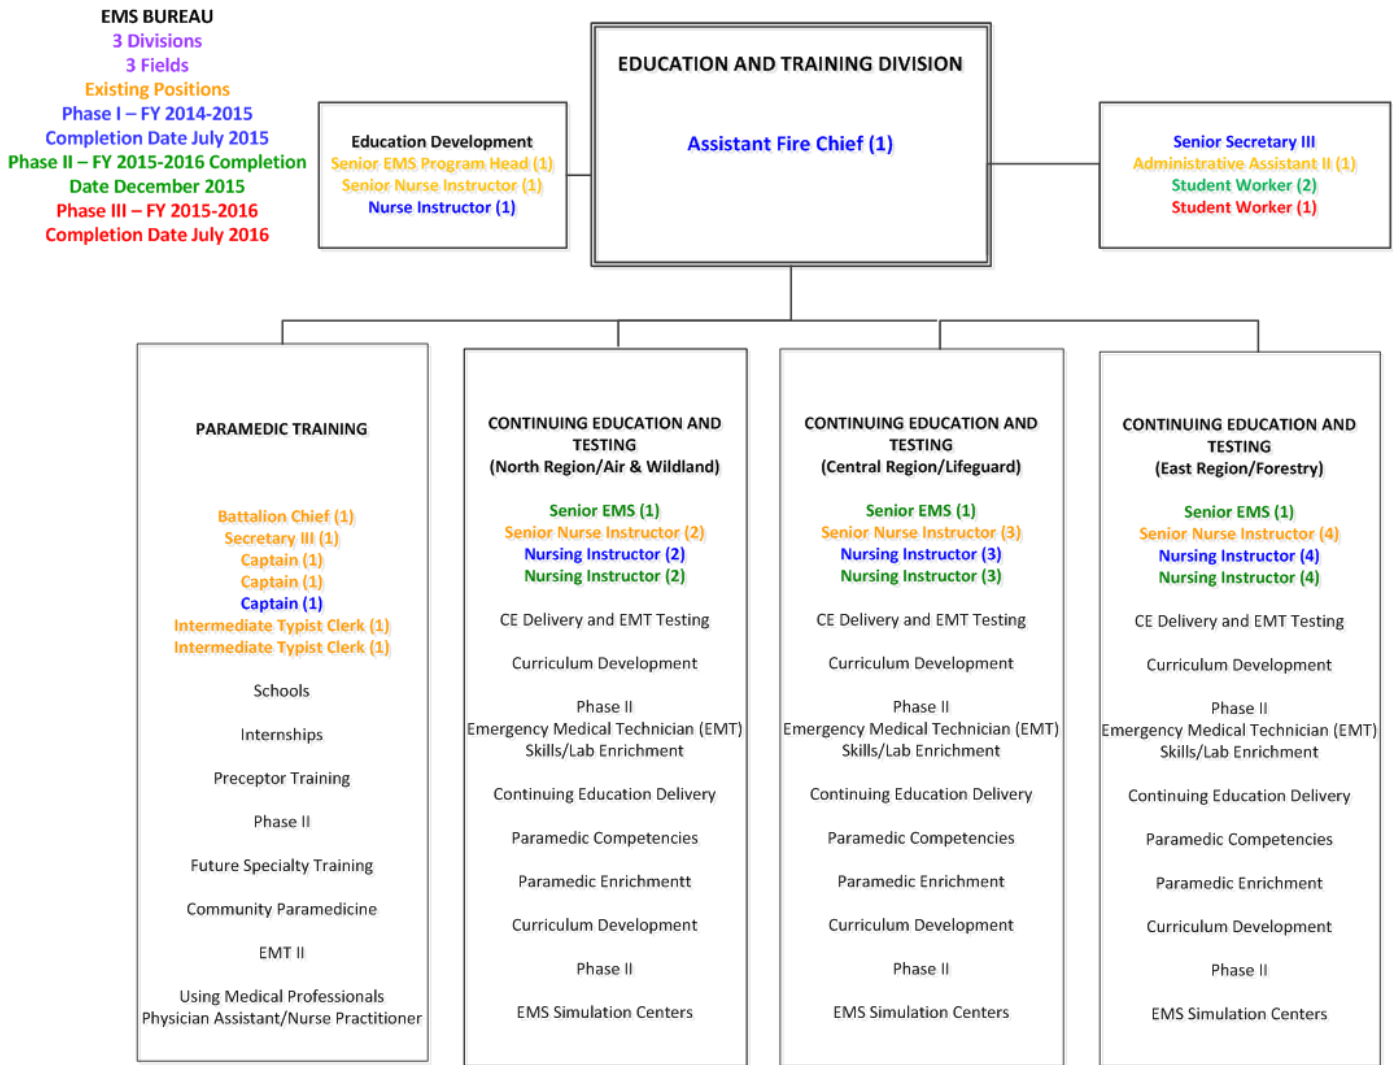 EMS BUREAU
3 Divisions
3 Fields
Existing Positions
Phase I – FY 2014-2015
Completion Date July 2015
Phase II – FY 2015-2016 Completion
Date December 2015
Phase III – FY 2015-2016
Completion Date July 2016
Education Development
Senior EMS Program Head (1)
Senior Nurse Instructor (1)
Nurse Instructor (1)
EDUCATION AND TRAINING DIVISION
Assistant Fire Chief (1)
Senior Secretary III
Administrative Assistant II (1)
Student Worker (2)
Student Worker (1)
PARAMEDIC TRAINING
Battalion Chief (1)
Secretary III (1)
Captain (1)
Captain (1)
Captain (1)
Intermediate Typist Clerk (1)
Intermediate Typist Clerk (1)
Schools
Internships
Preceptor Training
Phase II
Future Specialty Training
Community Paramedicine
EMT II
Using Medical Professionals
Physician Assistant/Nurse Practitioner
CONTINUING EDUCATION AND
TESTING
(North Region/Air & Wildland)
Senior EMS (1)
Senior Nurse Instructor (2)
Nursing Instructor (2)
Nursing Instructor (2)
CE Delivery and EMT Testing
Curriculum Development
Phase II
Emergency Medical Technician (EMT)
Skills/Lab Enrichment
Continuing Education Delivery
Paramedic Competencies
Paramedic Enrichmentt
Curriculum Development
Phase II
EMS Simulation Centers
CONTINUING EDUCATION AND
TESTING
(Central Region/Lifeguard)
Senior EMS (1)
Senior Nurse Instructor (3)
Nursing Instructor (3)
Nursing Instructor (3)
CE Delivery and EMT Testing
Curriculum Development
Phase II
Emergency Medical Technician (EMT)
Skills/Lab Enrichment
Continuing Education Delivery
Paramedic Competencies
Paramedic Enrichment
Curriculum Development
Phase II
EMS Simulation Centers
CONTINUING EDUCATION AND
TESTING
(East Region/Forestry)
Senior EMS (1)
Senior Nurse Instructor (4)
Nursing Instructor (4)
Nursing Instructor (4)
CE Delivery and EMT Testing
Curriculum Development
Phase II
Emergency Medical Technician (EMT)
Skills/Lab Enrichment
Continuing Education Delivery
Paramedic Competencies
Paramedic Enrichment
Curriculum Development
Phase II
EMS Simulation Centers